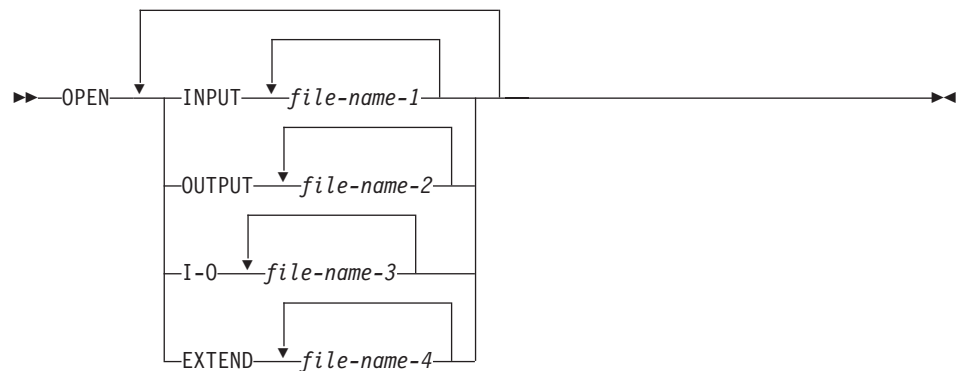 OPEN INPUT file-name-1
OUTPUT file-name-2
I-O file-name-3
EXTEND file-name-4